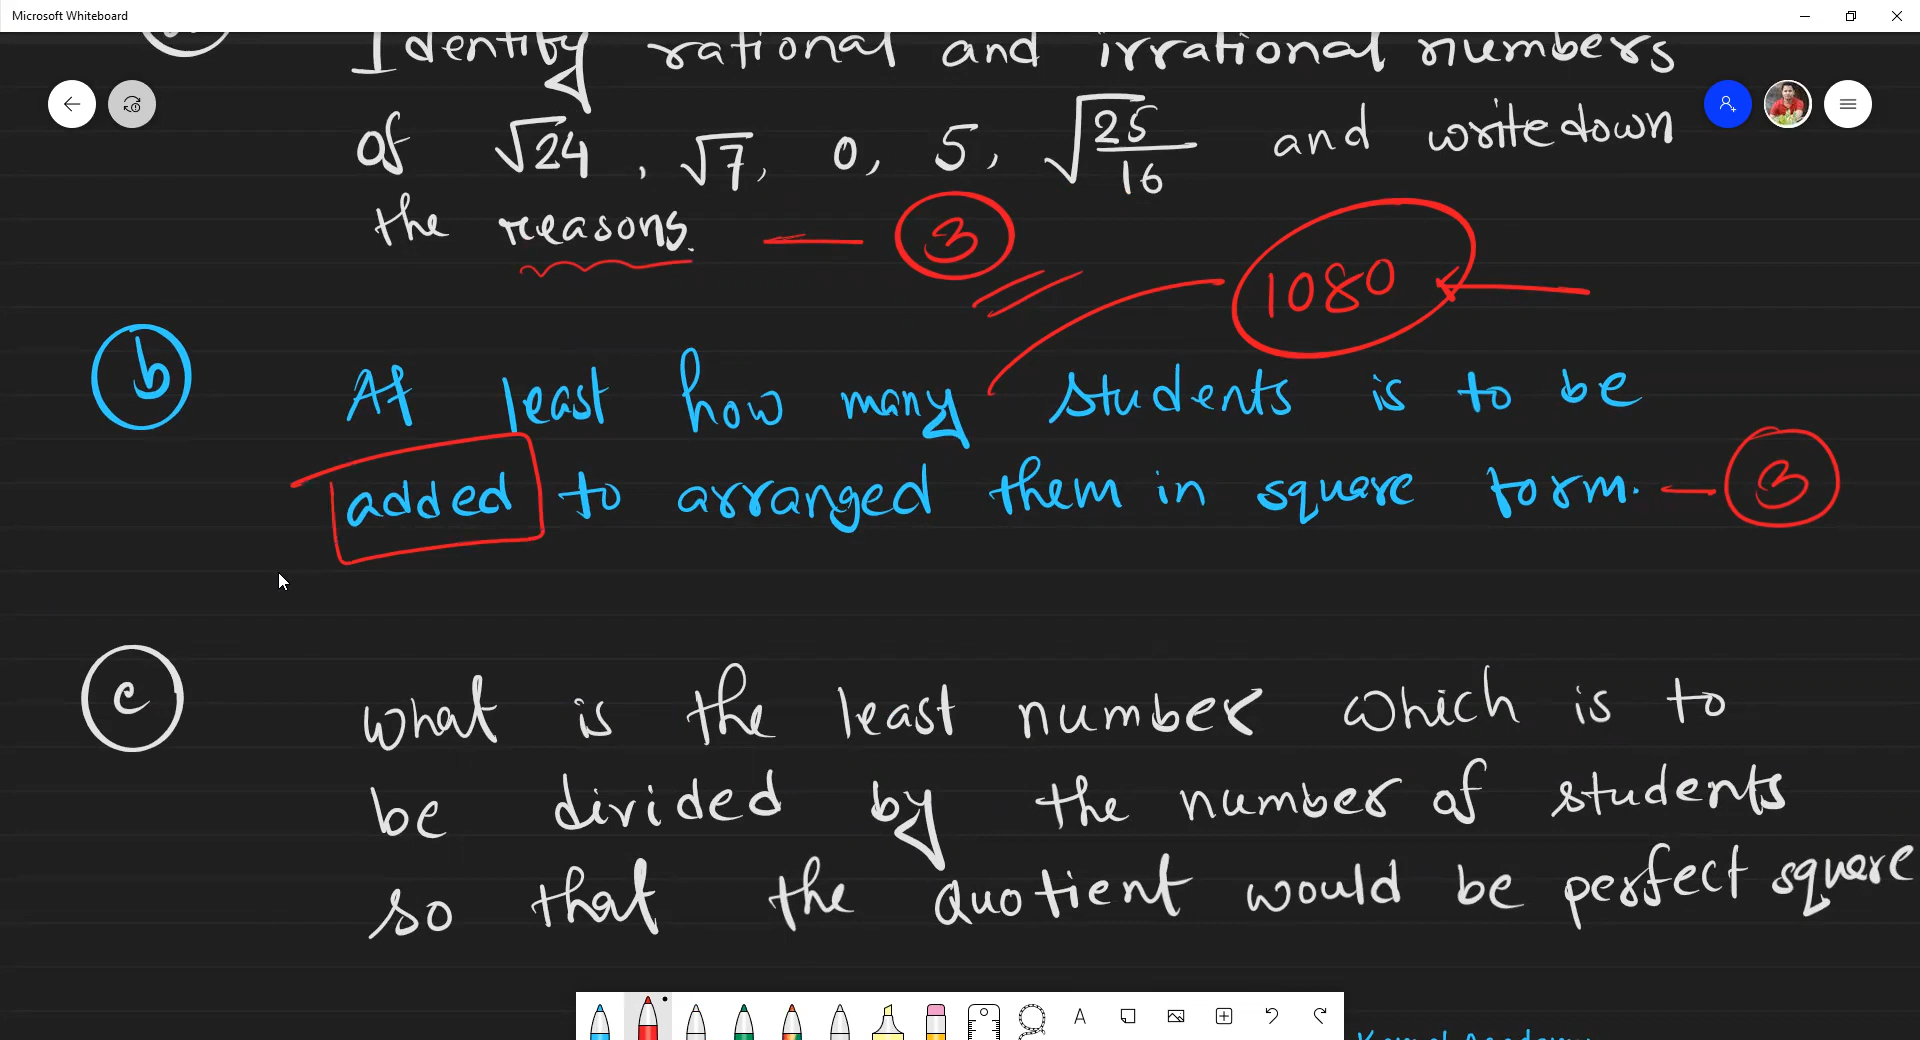 Microsoft Whiteboard
Identify rational and irrational numbers
of √24, √7, 0, 5, √25/16 and write down
the reasons. 3
1080
b
At least how many students is to be
added to arranged them in square form. 3
c
what is the least number which is to
be divided by the number of students
so that the quotient would be perfect square